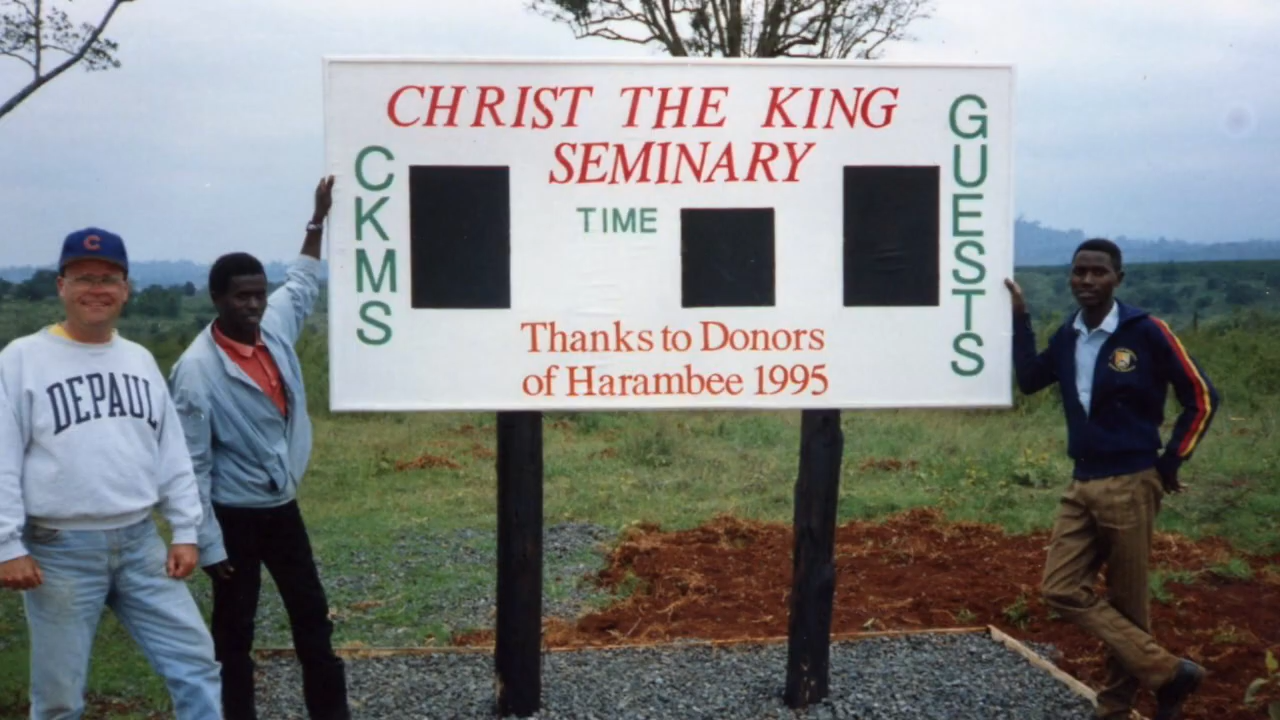 CHRIST THE KING
SEMINARY
CKMS
TIME
GUESTS
Thanks to Donors
of Harambee 1995
C
DEPAUL